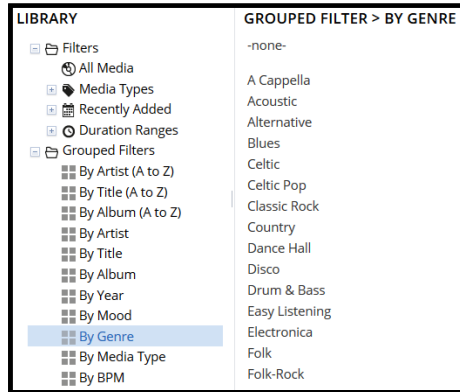 LIBRARY
Filters
All Media
Media Types
Recently Added
Duration Ranges
Grouped Filters
By Artist (A to Z)
By Title (A to Z)
By Album (A to Z)
By Artist
By Title
By Album
By Year
By Mood
By Genre
By Media Type
By BPM
GROUPED FILTER > BY GENRE
-none-
A Cappella
Acoustic
Alternative
Blues
Celtic
Celtic Pop
Classic Rock
Country
Dance Hall
Disco
Drum & Bass
Easy Listening
Electronica
Folk
Folk-Rock